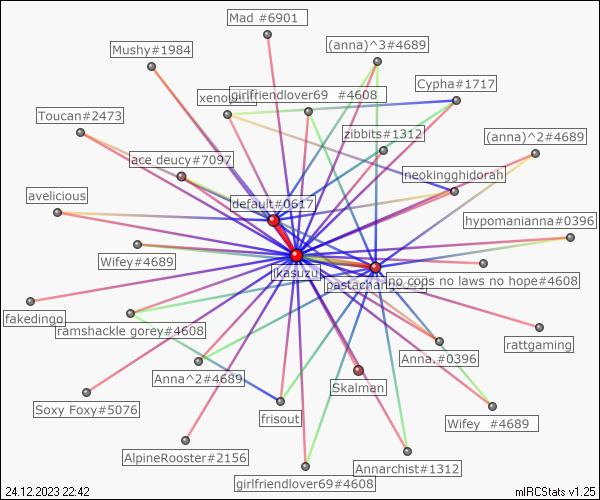 Mad #6901
(anna)^3#4689
Mushy#1984
Cypha#1717
girlfriendlover69  #4608
Toucan#2473
zibbits#1312
(anna)^2#4689
ace deucy#7097
neokingghidorah
avelicious
default#0617
hypomanianna#0396
Wifey#4689
[kasuzu]
no cops no laws no hope#4608
fakedingo
ramshackle gorey#4608
rattgaming
Anna.#0396
Anna^2#4689
Skalman
Soxy Foxy#5076
frisout
Wifey  #4689
AlpineRooster#2156
Annarchist#1312
girlfriendlover69#4608
24.12.2023 22:42
mIRCStats v1.25